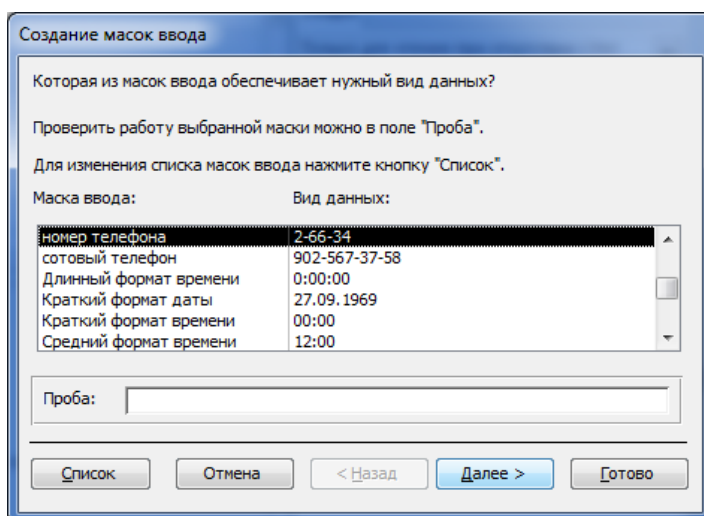 Создание масок ввода
Которая из масок ввода обеспечивает нужный вид данных?
Проверить работу выбранной маски можно в поле "Проба".
Для изменения списка масок ввода нажмите кнопку "Список".
Маска ввода: Вид данных:
номер телефона 2-66-34
сотовый телефон 902-567-37-58
Длинный формат времени 0:00:00
Краткий формат даты 27.09.1969
Краткий формат времени 00:00
Средний формат времени 12:00
Проба:
Список Отмена < Назад Далее > Готово